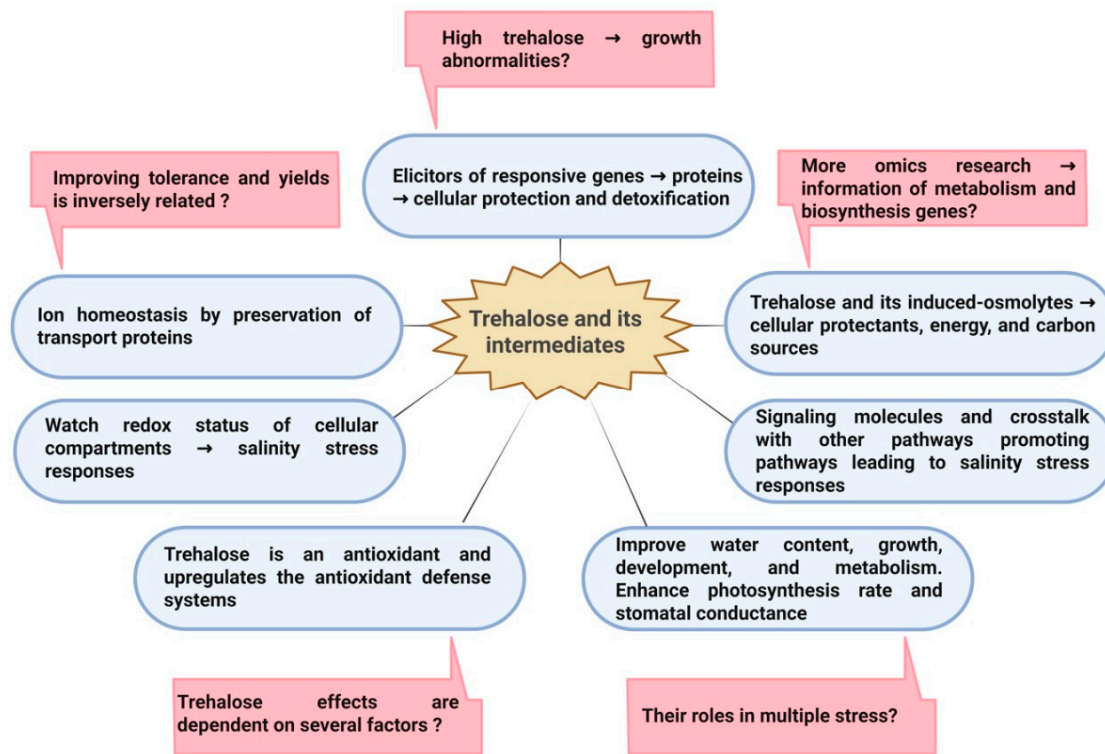 High trehalose → growth
abnormalities?
Elicitors of responsive genes → proteins
→ cellular protection and detoxification
Improving tolerance and yields
is inversely related ?
More omics research →
information of metabolism and
biosynthesis genes?
Ion homeostasis by preservation of
transport proteins
Trehalose and its
intermediates
Trehalose and its induced-osmolytes →
cellular protectants, energy, and carbon
sources
Watch redox status of cellular
compartments → salinity stress
responses
Signaling molecules and crosstalk
with other pathways promoting
pathways leading to salinity stress
responses
Trehalose is an antioxidant and
upregulates the antioxidant defense
systems
Improve water content, growth,
development, and metabolism.
Enhance photosynthesis rate and
stomatal conductance
Trehalose effects are
dependent on several factors ?
Their roles in multiple stress?